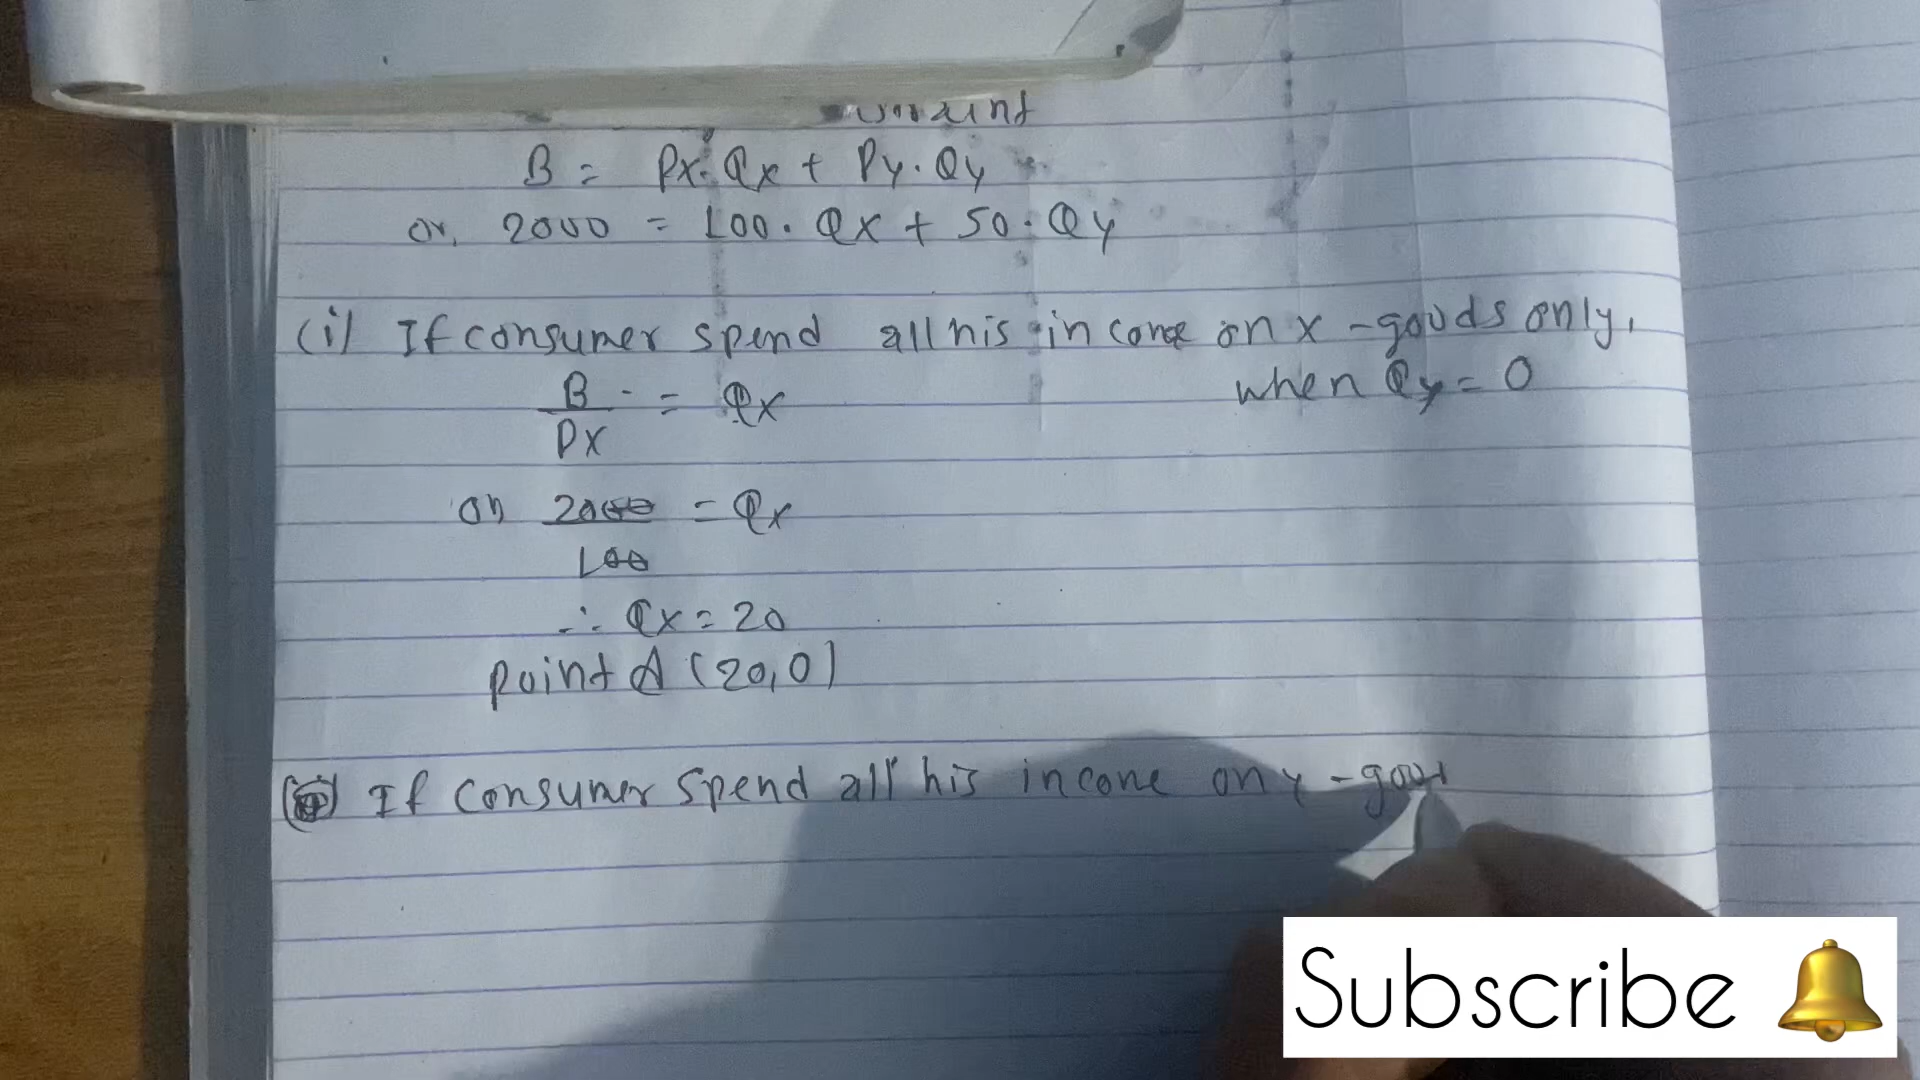 B = Px. Qx + Py. Qy
or, 2000 = 100. Qx + 50. Qy
(i) If consumer spend all his income on x -goods only,
when Qy = 0
B
Px
= Qx
or 2000
100
= Qx
∴ Qx = 20
point A (20,0)
If consumer spend all his income on y -good
Subscribe